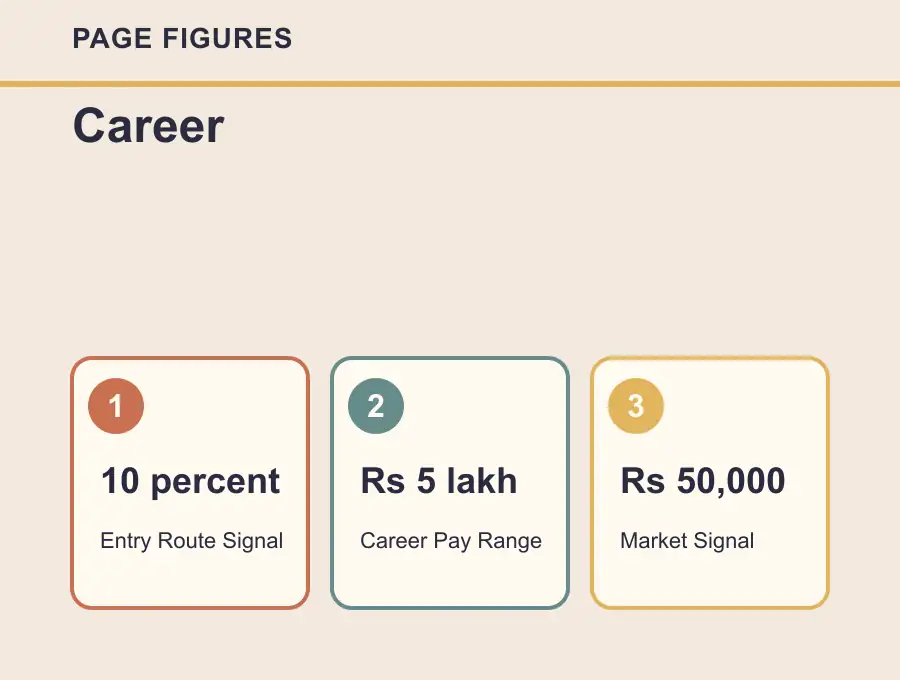 PAGE FIGURES
Career
1
10 percent
Entry Route Signal
2
Rs 5 lakh
Career Pay Range
3
Rs 50,000
Market Signal